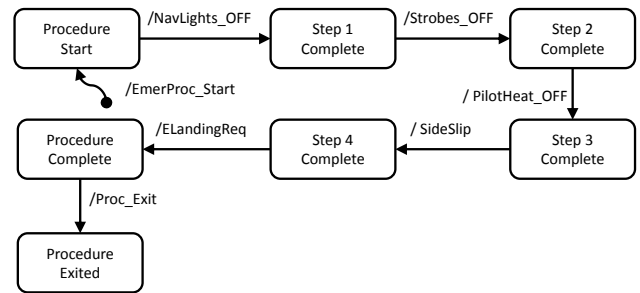 Procedure
Start
/NavLights_OFF
Step 1
Complete
/Strobes_OFF
Step 2
Complete
/EmerProc_Start
/ PilotHeat_OFF
Procedure
Complete
/ELandingReq
Step 4
Complete
/ SideSlip
Step 3
Complete
/Proc_Exit
Procedure
Exited